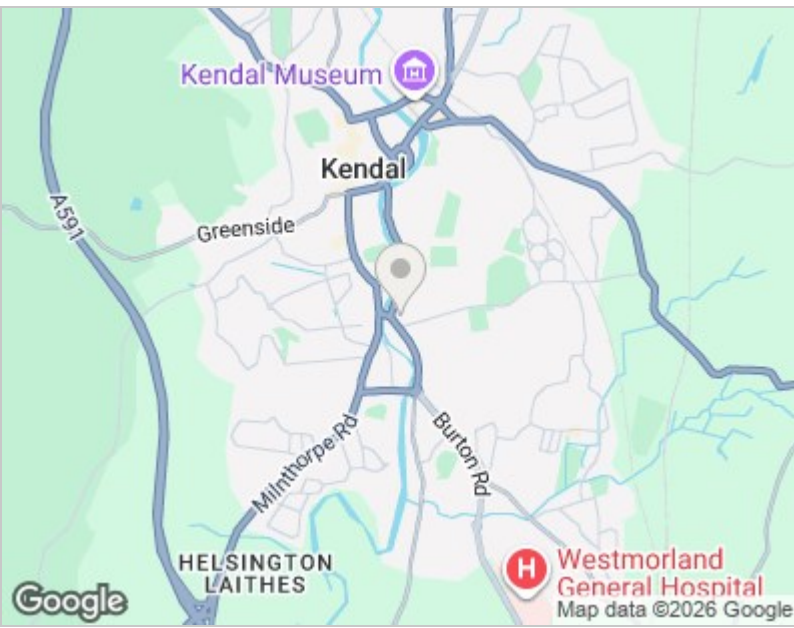 Kendal Museum
Kendal
Greenside
A591
Milnthorpe Rd
Burton Rd
HELSINGTON
LAITHES
H
Westmorland
General Hospital
Google
Map data ©2026 Google